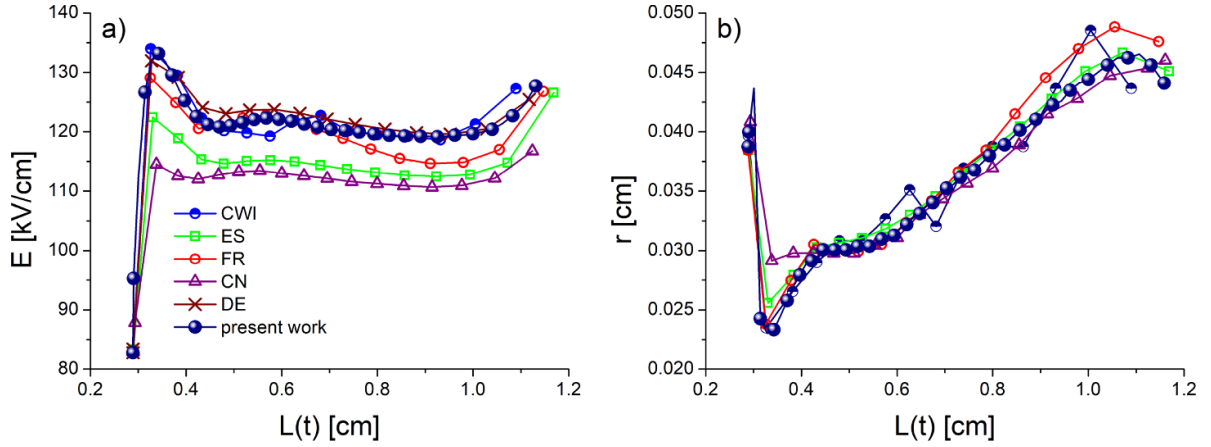 a)
140
130
120
110
100
90
80
E [kV/cm]
CWI
ES
FR
CN
DE
present work
0.2 0.4 0.6 0.8 1.0 1.2
L(t) [cm]
b)
0.050
0.045
0.040
0.035
0.030
0.025
0.020
r [cm]
0.2 0.4 0.6 0.8 1.0 1.2
L(t) [cm]